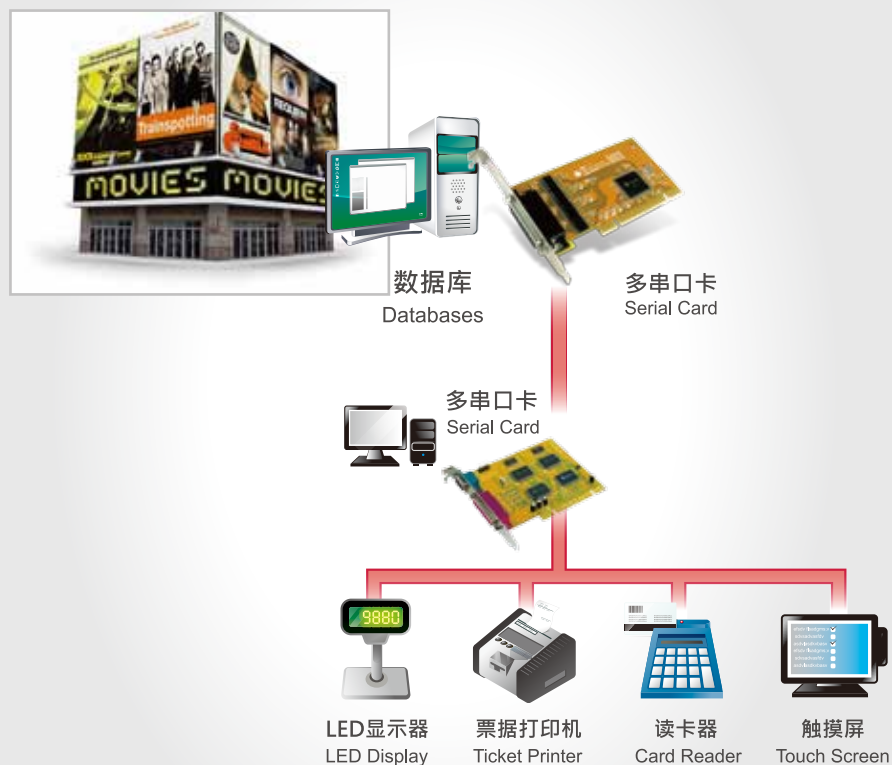 Trainspotting
REQUIEM
MOVIES MOVIES
数据库
Databases
多串口卡
Serial Card
多串口卡
Serial Card
9880
LED显示器
LED Display
票据打印机
Ticket Printer
读卡器
Card Reader
触摸屏
Touch Screen